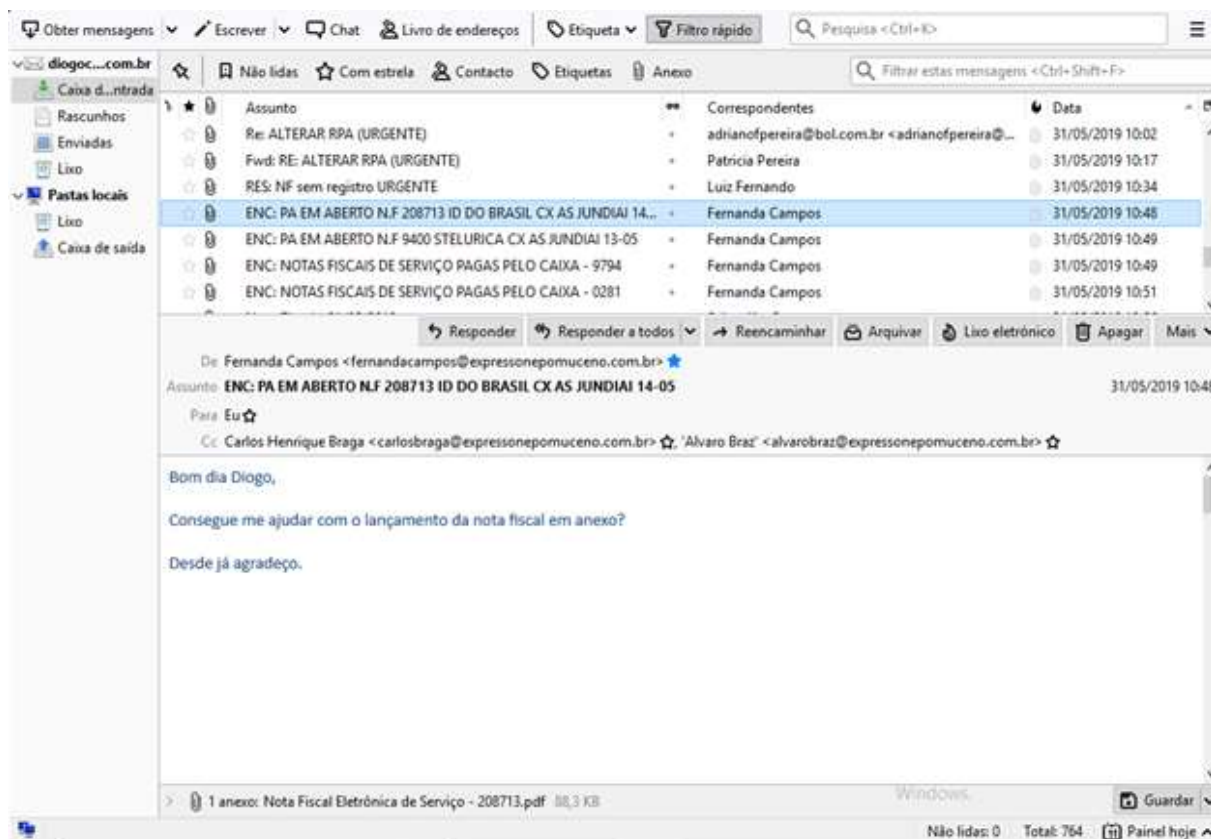 Obter mensagens Escrever Chat Livro de endereços Etiqueta Filtro rápido Pesquisa <Ctrl+K>
diogoc...com.br Não lidas Com estrela Contacto Etiquetas Anexo Filtrar estas mensagens <Ctrl+Shift+F>
Caixa d...ntrada
Rascunhos
Enviadas
Lixo
Pastas locais
Lixo
Caixa de saída
Assunto Correspondentes Data
Re: ALTERAR RPA (URGENTE) adrianofpereira@bol.com.br <adrianofpereira@... 31/05/2019 10:02
Fwd: RE: ALTERAR RPA (URGENTE) Patricia Pereira 31/05/2019 10:17
RES: NF sem registro URGENTE Luiz Fernando 31/05/2019 10:34
ENC: PA EM ABERTO N.F 208713 ID DO BRASIL CX AS JUNDIAI 14... Fernanda Campos 31/05/2019 10:48
ENC: PA EM ABERTO N.F 9400 STELURICA CX AS JUNDIAI 13-05 Fernanda Campos 31/05/2019 10:49
ENC: NOTAS FISCAIS DE SERVIÇO PAGAS PELO CAIXA - 9794 Fernanda Campos 31/05/2019 10:49
ENC: NOTAS FISCAIS DE SERVIÇO PAGAS PELO CAIXA - 0281 Fernanda Campos 31/05/2019 10:51
Responder Responder a todos Reencaminhar Arquivar Lixo eletrónico Apagar Mais
De Fernanda Campos <fernandacampos@expressonepomuceno.com.br>
Assunto ENC: PA EM ABERTO N.F 208713 ID DO BRASIL CX AS JUNDIAI 14-05 31/05/2019 10:48
Para Eu
Cc Carlos Henrique Braga <carlosbraga@expressonepomuceno.com.br>, 'Alvaro Braz' <alvarobraz@expressonepomuceno.com.br>
Bom dia Diogo,
Consegue me ajudar com o lançamento da nota fiscal em anexo?
Desde já agradeço.
1 anexo: Nota Fiscal Eletrônica de Serviço - 208713.pdf 88,3 KB Windows. Guardar
Não lidas: 0 Total: 764 Painel hoje